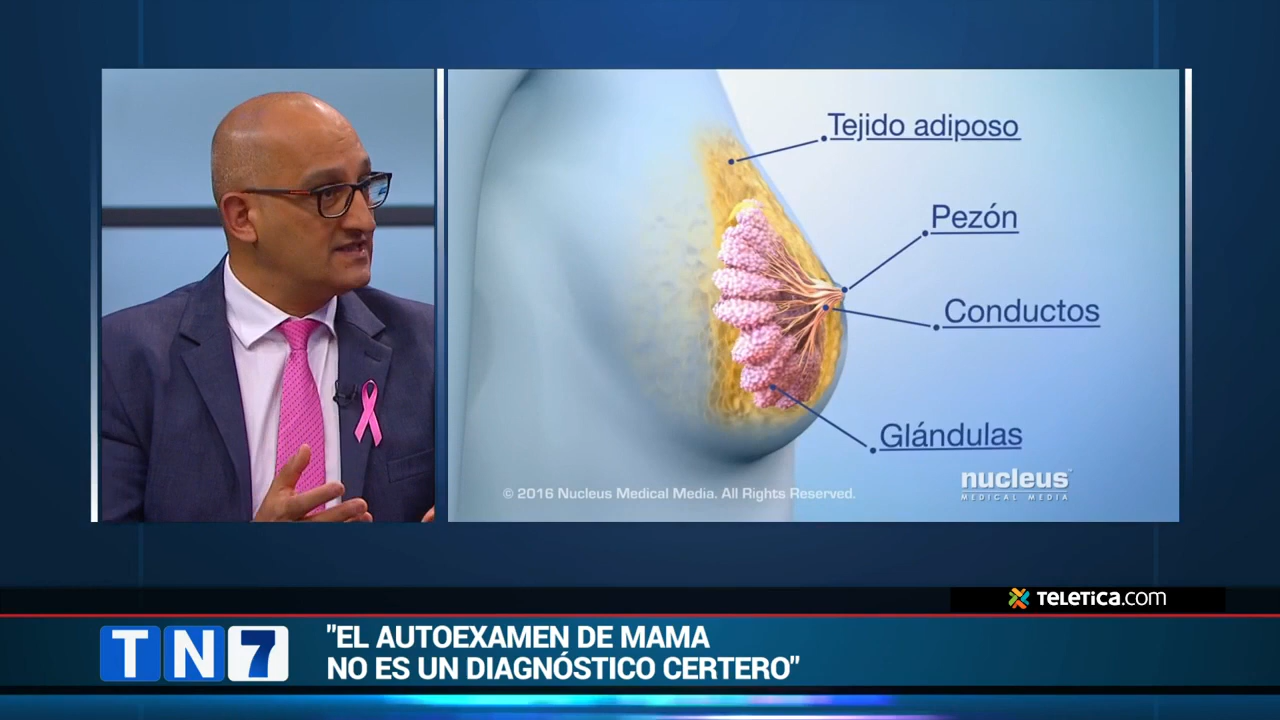 Tejido adiposo
Pezón
Conductos
Glándulas
nucleus
MEDICAL MEDIA
© 2016 Nucleus Medical Media. All Rights Reserved.
TELETICA.com
TN7
"EL AUTOEXAMEN DE MAMA
NO ES UN DIAGNÓSTICO CERTERO"